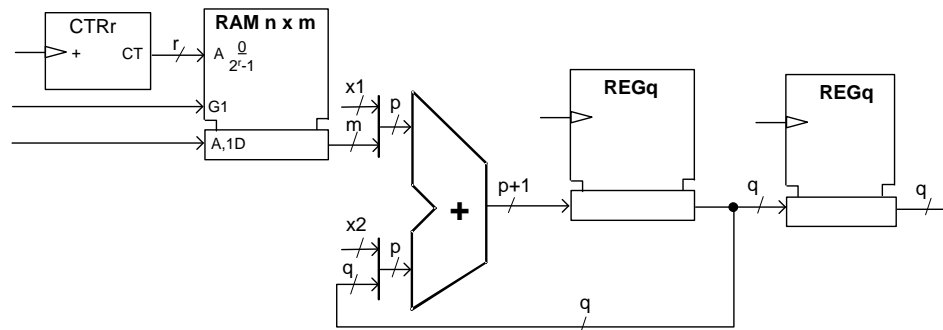 CTRr
+
CT
r
RAM n x m
A 0
2ʳ-1
G1
A,1D
x1
m
p
x2
q
p
+
p+1
REGq
q
REGq
q
q